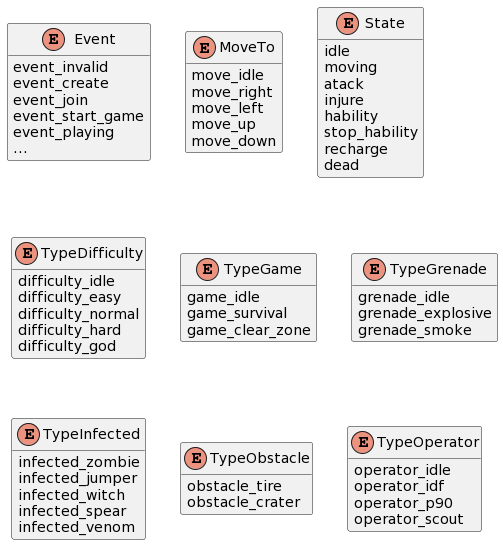 E Event
event_invalid
event_create
event_join
event_start_game
event_playing
...
E MoveTo
move_idle
move_right
move_left
move_up
move_down
E State
idle
moving
atack
injure
hability
stop_hability
recharge
dead
E TypeDifficulty
difficulty_idle
difficulty_easy
difficulty_normal
difficulty_hard
difficulty_god
E TypeGame
game_idle
game_survival
game_clear_zone
E TypeGrenade
grenade_idle
grenade_explosive
grenade_smoke
E TypeInfected
infected_zombie
infected_jumper
infected_witch
infected_spear
infected_venom
E TypeObstacle
obstacle_tire
obstacle_crater
E TypeOperator
operator_idle
operator_idf
operator_p90
operator_scout